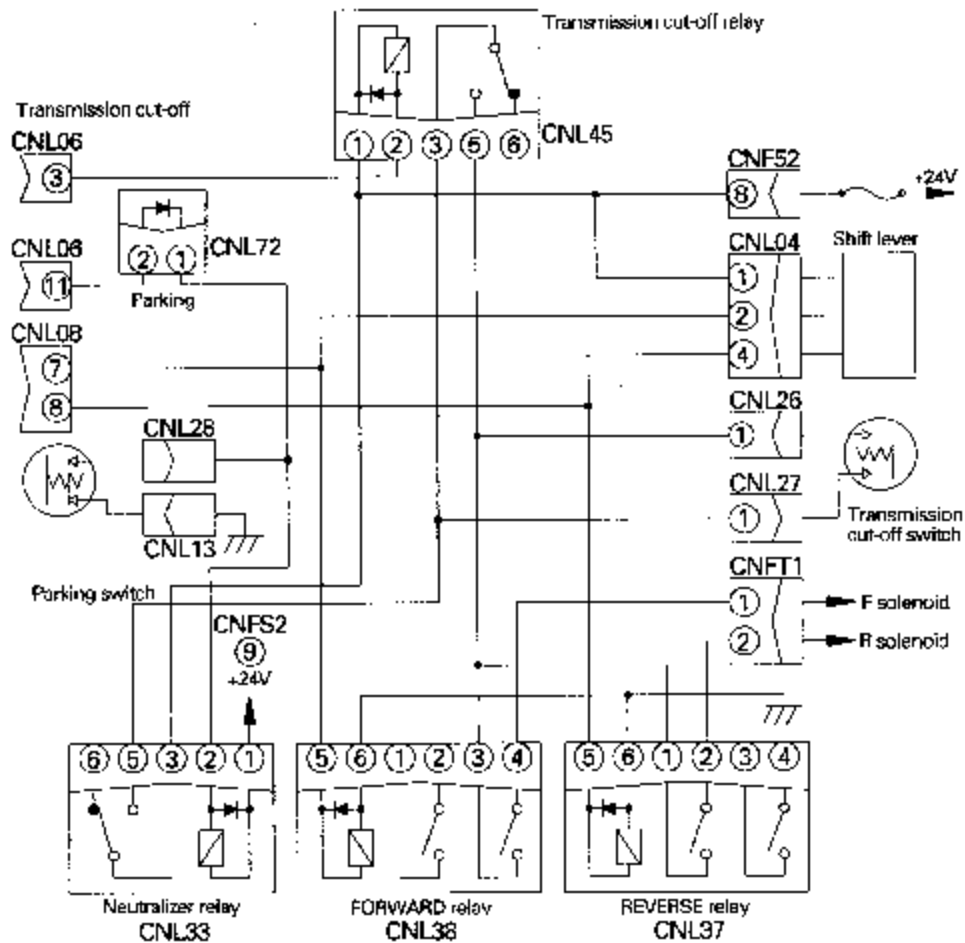 Transmission cut-off relay
Transmission cut-off
CNL06
3
1 2 3 5 6
CNL45
CNF52
8
+24V
CNL72
2 1
CNL06
11
Parking
CNL04
1
2
4
Shift lever
CNL08
7
8
CNL28
CNL26
1
CNL13
CNL27
1
Transmission
cut-off switch
Parking switch
CNFT1
1
2
F solenoid
R solenoid
CNFS2
9
+24V
6 5 3 2 1
5 6 1 2 3 4
5 6 1 2 3 4
Neutralizer relay
CNL33
FORWARD relay
CNL38
REVERSE relay
CNL37